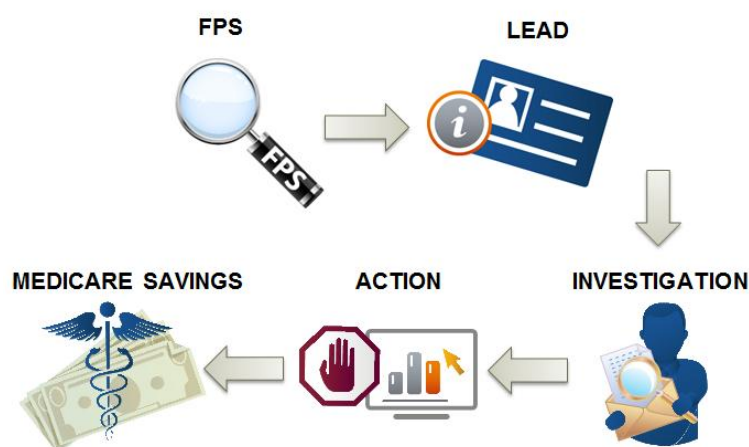 FPS
LEAD
FPS
i
INVESTIGATION
ACTION
MEDICARE SAVINGS